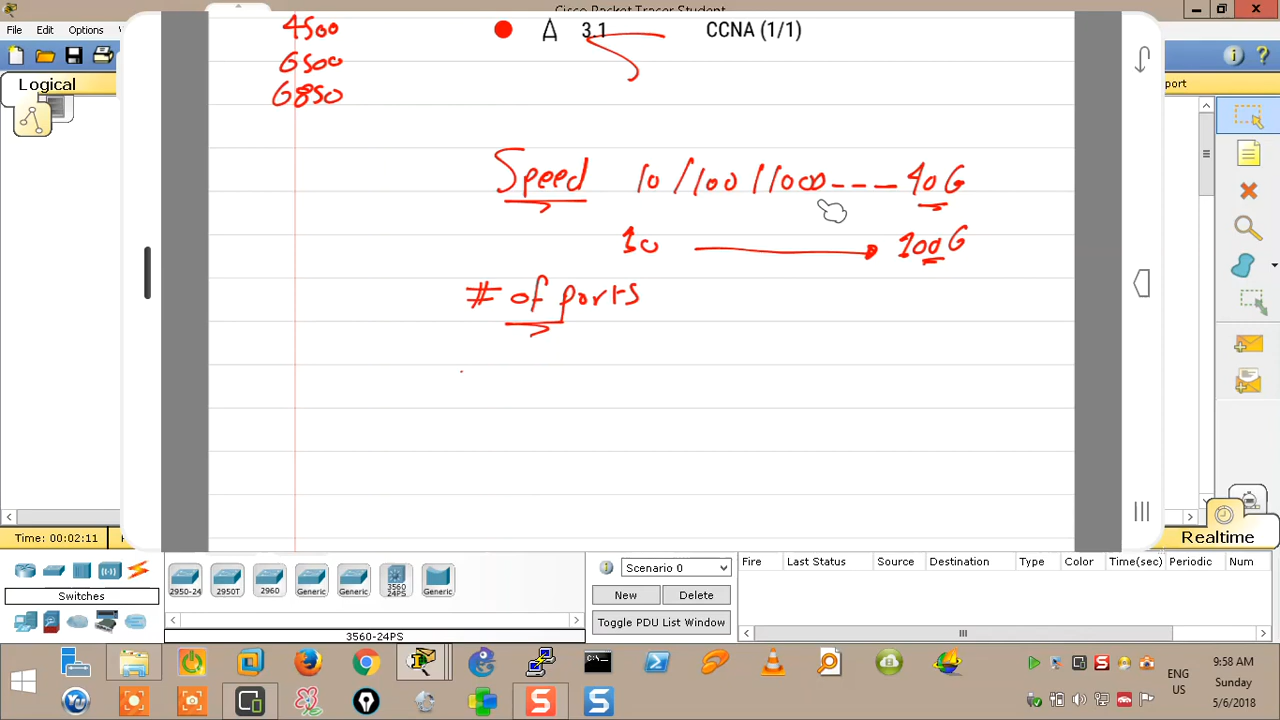 Cisco Packet Tracer Student
File Edit Options
Logical
4500
6500
6850
A 3.1 CCNA (1/1)
port
Speed 10/100/1000--- 40G
10 100G
# of ports
Time: 00:02:11
Realtime
Switches
2950-24 2950T 2960 Generic Generic 3560 24PS Generic
3560-24PS
Scenario 0
New Delete
Toggle PDU List Window
Fire Last Status Source Destination Type Color Time(sec) Periodic Num
ENG
US
9:58 AM
Sunday
5/6/2018